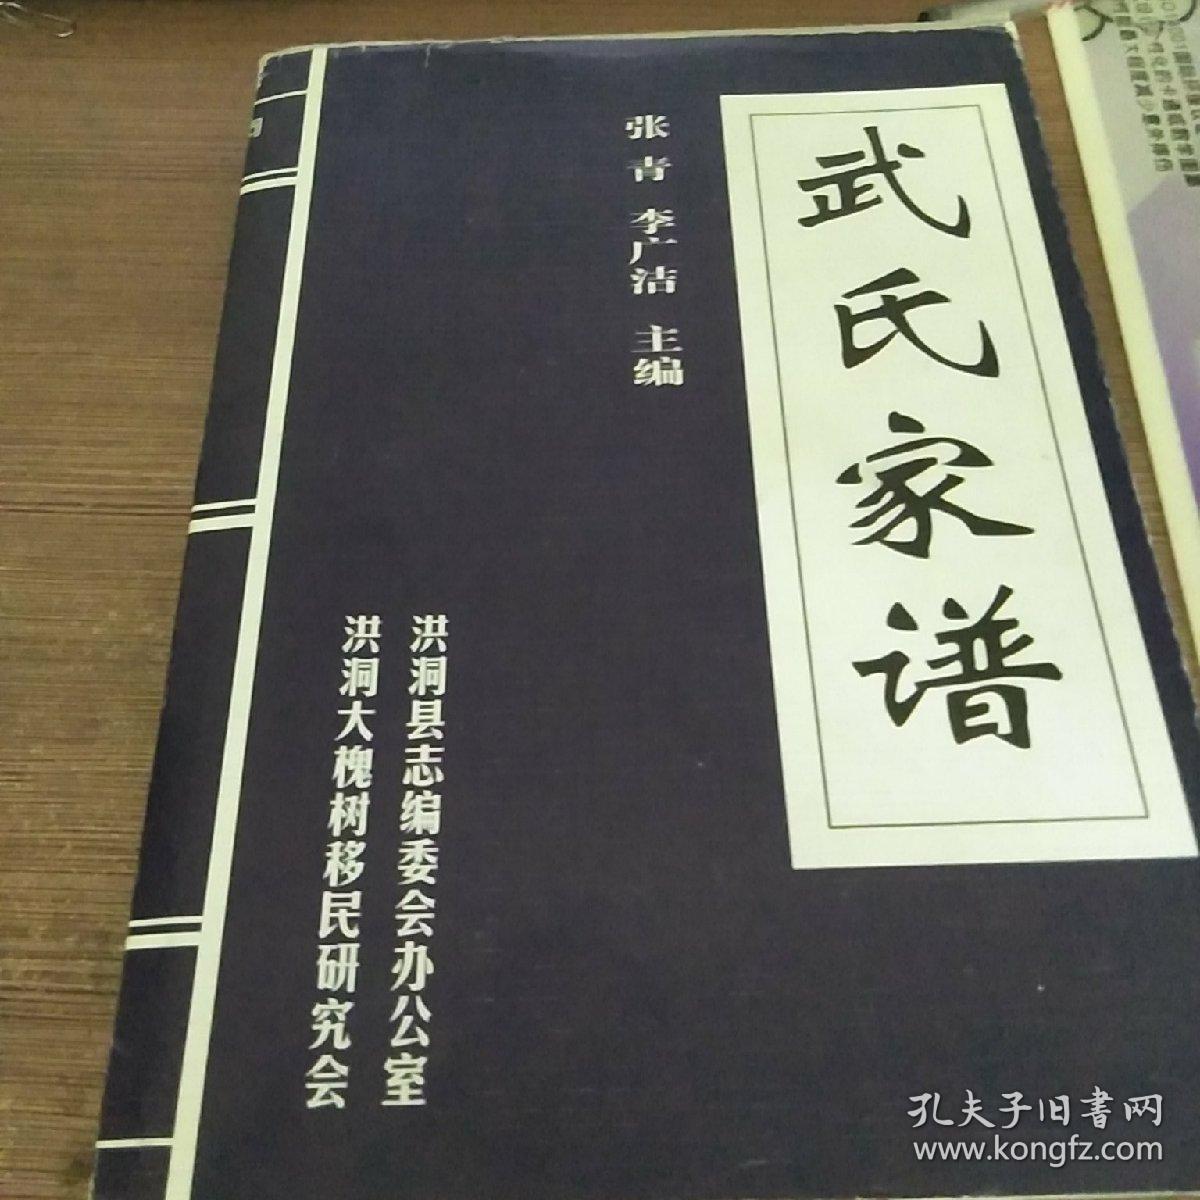 武氏家谱
张青 李广洁 主编
洪洞县志编委会办公室
洪洞大槐树移民研究会
孔夫子旧书网
www.kongfz.com